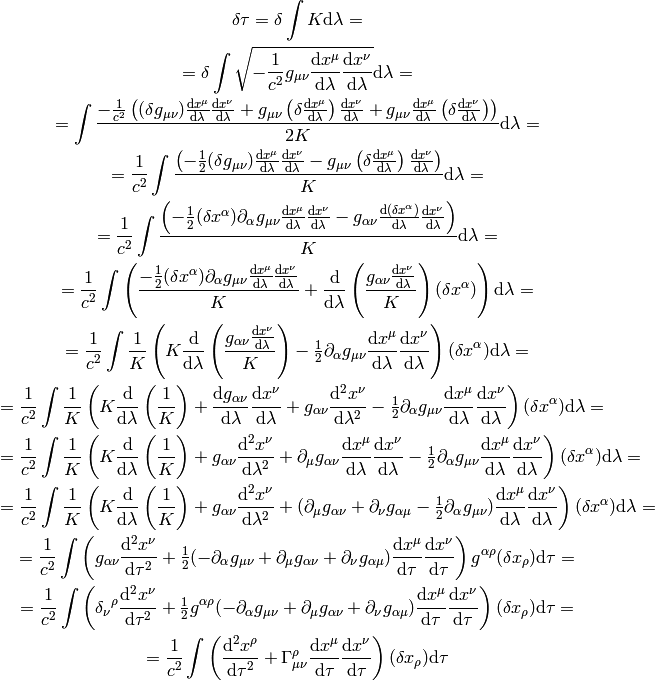 $\delta\tau = \delta \int K \mathrm{d}\lambda =$
$= \delta \int \sqrt{-\frac{1}{c^2} g_{\mu\nu} \frac{\mathrm{d}x^\mu}{\mathrm{d}\lambda} \frac{\mathrm{d}x^\nu}{\mathrm{d}\lambda}} \mathrm{d}\lambda =$
$= \int \frac{-\frac{1}{c^2} \left( (\delta g_{\mu\nu}) \frac{\mathrm{d}x^\mu}{\mathrm{d}\lambda} \frac{\mathrm{d}x^\nu}{\mathrm{d}\lambda} + g_{\mu\nu} \left( \delta \frac{\mathrm{d}x^\mu}{\mathrm{d}\lambda} \right) \frac{\mathrm{d}x^\nu}{\mathrm{d}\lambda} + g_{\mu\nu} \frac{\mathrm{d}x^\mu}{\mathrm{d}\lambda} \left( \delta \frac{\mathrm{d}x^\nu}{\mathrm{d}\lambda} \right) \right)}{2K} \mathrm{d}\lambda =$
$= \frac{1}{c^2} \int \frac{\left( -\frac{1}{2} (\delta g_{\mu\nu}) \frac{\mathrm{d}x^\mu}{\mathrm{d}\lambda} \frac{\mathrm{d}x^\nu}{\mathrm{d}\lambda} - g_{\mu\nu} \left( \delta \frac{\mathrm{d}x^\mu}{\mathrm{d}\lambda} \right) \frac{\mathrm{d}x^\nu}{\mathrm{d}\lambda} \right)}{K} \mathrm{d}\lambda =$
$= \frac{1}{c^2} \int \frac{\left( -\frac{1}{2} (\delta x^\alpha) \partial_\alpha g_{\mu\nu} \frac{\mathrm{d}x^\mu}{\mathrm{d}\lambda} \frac{\mathrm{d}x^\nu}{\mathrm{d}\lambda} - g_{\alpha\nu} \frac{\mathrm{d}(\delta x^\alpha)}{\mathrm{d}\lambda} \frac{\mathrm{d}x^\nu}{\mathrm{d}\lambda} \right)}{K} \mathrm{d}\lambda =$
$= \frac{1}{c^2} \int \left( \frac{-\frac{1}{2} (\delta x^\alpha) \partial_\alpha g_{\mu\nu} \frac{\mathrm{d}x^\mu}{\mathrm{d}\lambda} \frac{\mathrm{d}x^\nu}{\mathrm{d}\lambda}}{K} + \frac{\mathrm{d}}{\mathrm{d}\lambda} \left( \frac{g_{\alpha\nu} \frac{\mathrm{d}x^\nu}{\mathrm{d}\lambda}}{K} \right) (\delta x^\alpha) \right) \mathrm{d}\lambda =$
$= \frac{1}{c^2} \int \frac{1}{K} \left( K \frac{\mathrm{d}}{\mathrm{d}\lambda} \left( \frac{g_{\alpha\nu} \frac{\mathrm{d}x^\nu}{\mathrm{d}\lambda}}{K} \right) - \frac{1}{2} \partial_\alpha g_{\mu\nu} \frac{\mathrm{d}x^\mu}{\mathrm{d}\lambda} \frac{\mathrm{d}x^\nu}{\mathrm{d}\lambda} \right) (\delta x^\alpha) \mathrm{d}\lambda =$
$= \frac{1}{c^2} \int \frac{1}{K} \left( K \frac{\mathrm{d}}{\mathrm{d}\lambda} \left( \frac{1}{K} \right) + \frac{\mathrm{d}g_{\alpha\nu}}{\mathrm{d}\lambda} \frac{\mathrm{d}x^\nu}{\mathrm{d}\lambda} + g_{\alpha\nu} \frac{\mathrm{d}^2 x^\nu}{\mathrm{d}\lambda^2} - \frac{1}{2} \partial_\alpha g_{\mu\nu} \frac{\mathrm{d}x^\mu}{\mathrm{d}\lambda} \frac{\mathrm{d}x^\nu}{\mathrm{d}\lambda} \right) (\delta x^\alpha) \mathrm{d}\lambda =$
$= \frac{1}{c^2} \int \frac{1}{K} \left( K \frac{\mathrm{d}}{\mathrm{d}\lambda} \left( \frac{1}{K} \right) + g_{\alpha\nu} \frac{\mathrm{d}^2 x^\nu}{\mathrm{d}\lambda^2} + \partial_\mu g_{\alpha\nu} \frac{\mathrm{d}x^\mu}{\mathrm{d}\lambda} \frac{\mathrm{d}x^\nu}{\mathrm{d}\lambda} - \frac{1}{2} \partial_\alpha g_{\mu\nu} \frac{\mathrm{d}x^\mu}{\mathrm{d}\lambda} \frac{\mathrm{d}x^\nu}{\mathrm{d}\lambda} \right) (\delta x^\alpha) \mathrm{d}\lambda =$
$= \frac{1}{c^2} \int \frac{1}{K} \left( K \frac{\mathrm{d}}{\mathrm{d}\lambda} \left( \frac{1}{K} \right) + g_{\alpha\nu} \frac{\mathrm{d}^2 x^\nu}{\mathrm{d}\lambda^2} + (\partial_\mu g_{\alpha\nu} + \partial_\nu g_{\alpha\mu} - \frac{1}{2} \partial_\alpha g_{\mu\nu}) \frac{\mathrm{d}x^\mu}{\mathrm{d}\lambda} \frac{\mathrm{d}x^\nu}{\mathrm{d}\lambda} \right) (\delta x^\alpha) \mathrm{d}\lambda =$
$= \frac{1}{c^2} \int \left( g_{\alpha\nu} \frac{\mathrm{d}^2 x^\nu}{\mathrm{d}\tau^2} + \frac{1}{2} (-\partial_\alpha g_{\mu\nu} + \partial_\mu g_{\alpha\nu} + \partial_\nu g_{\alpha\mu}) \frac{\mathrm{d}x^\mu}{\mathrm{d}\tau} \frac{\mathrm{d}x^\nu}{\mathrm{d}\tau} \right) g^{\alpha\rho} (\delta x_\rho) \mathrm{d}\tau =$
$= \frac{1}{c^2} \int \left( \delta_\nu{}^\rho \frac{\mathrm{d}^2 x^\nu}{\mathrm{d}\tau^2} + \frac{1}{2} g^{\alpha\rho} (-\partial_\alpha g_{\mu\nu} + \partial_\mu g_{\alpha\nu} + \partial_\nu g_{\alpha\mu}) \frac{\mathrm{d}x^\mu}{\mathrm{d}\tau} \frac{\mathrm{d}x^\nu}{\mathrm{d}\tau} \right) (\delta x_\rho) \mathrm{d}\tau =$
$= \frac{1}{c^2} \int \left( \frac{\mathrm{d}^2 x^\rho}{\mathrm{d}\tau^2} + \Gamma^\rho_{\mu\nu} \frac{\mathrm{d}x^\mu}{\mathrm{d}\tau} \frac{\mathrm{d}x^\nu}{\mathrm{d}\tau} \right) (\delta x_\rho) \mathrm{d}\tau$